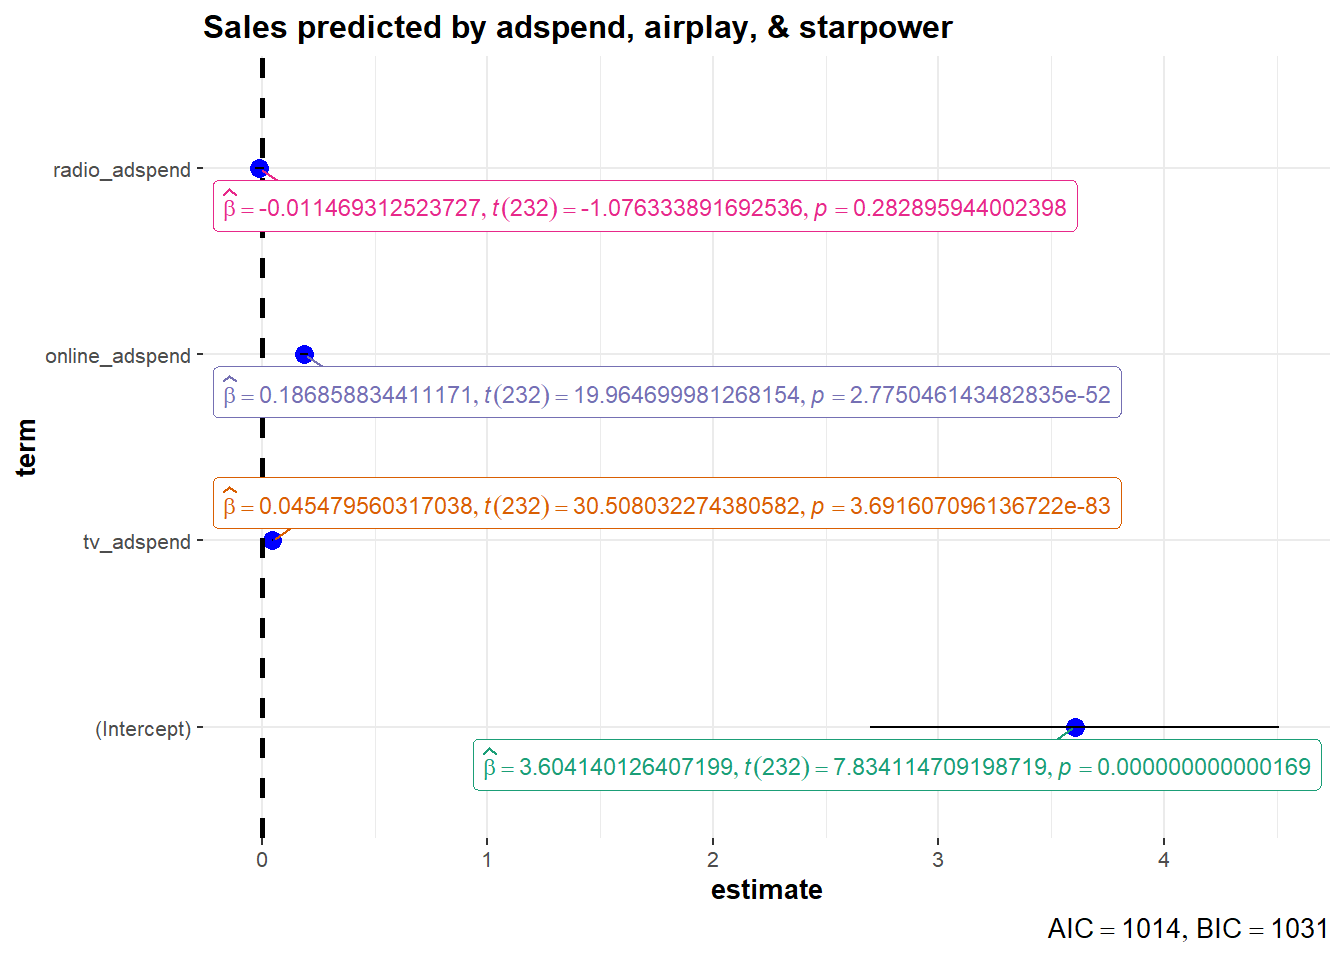 Sales predicted by adspend, airplay, & starpower
radio_adspend
β̂ = -0.011469312523727, t(232) = -1.076333891692536, p = 0.282895944002398
online_adspend
β̂ = 0.186858834411171, t(232) = 19.964699981268154, p = 2.775046143482835e-52
term
β̂ = 0.045479560317038, t(232) = 30.508032274380582, p = 3.691607096136722e-83
tv_adspend
(Intercept)
β̂ = 3.604140126407199, t(232) = 7.834114709198719, p = 0.000000000000169
0 1 2 3 4
estimate
AIC = 1014, BIC = 1031